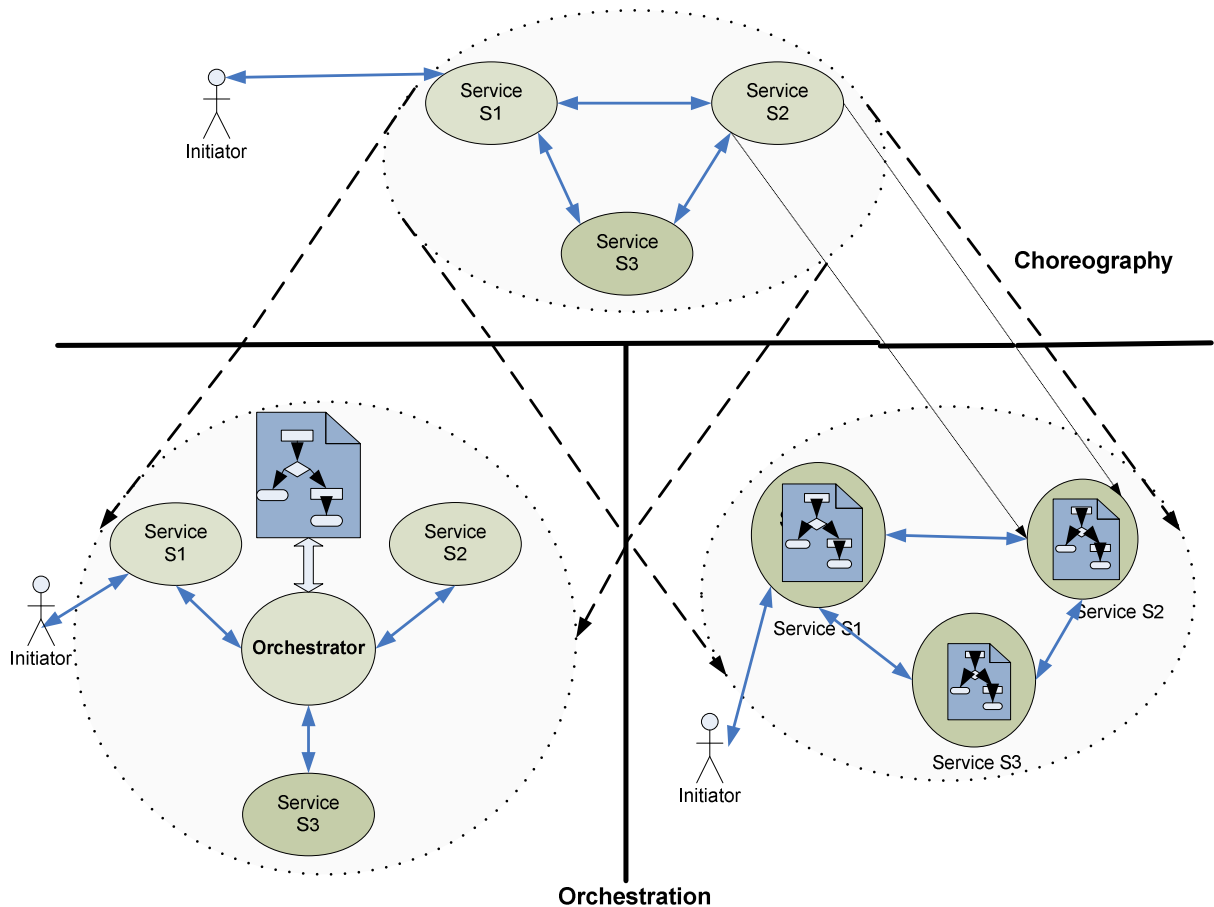 Service
S1
Service
S2
Initiator
Service
S3
Choreography
Service
S1
Service
S2
Initiator
Orchestrator
Service
S3
Service S1
Service S2
Service S3
Initiator
Orchestration